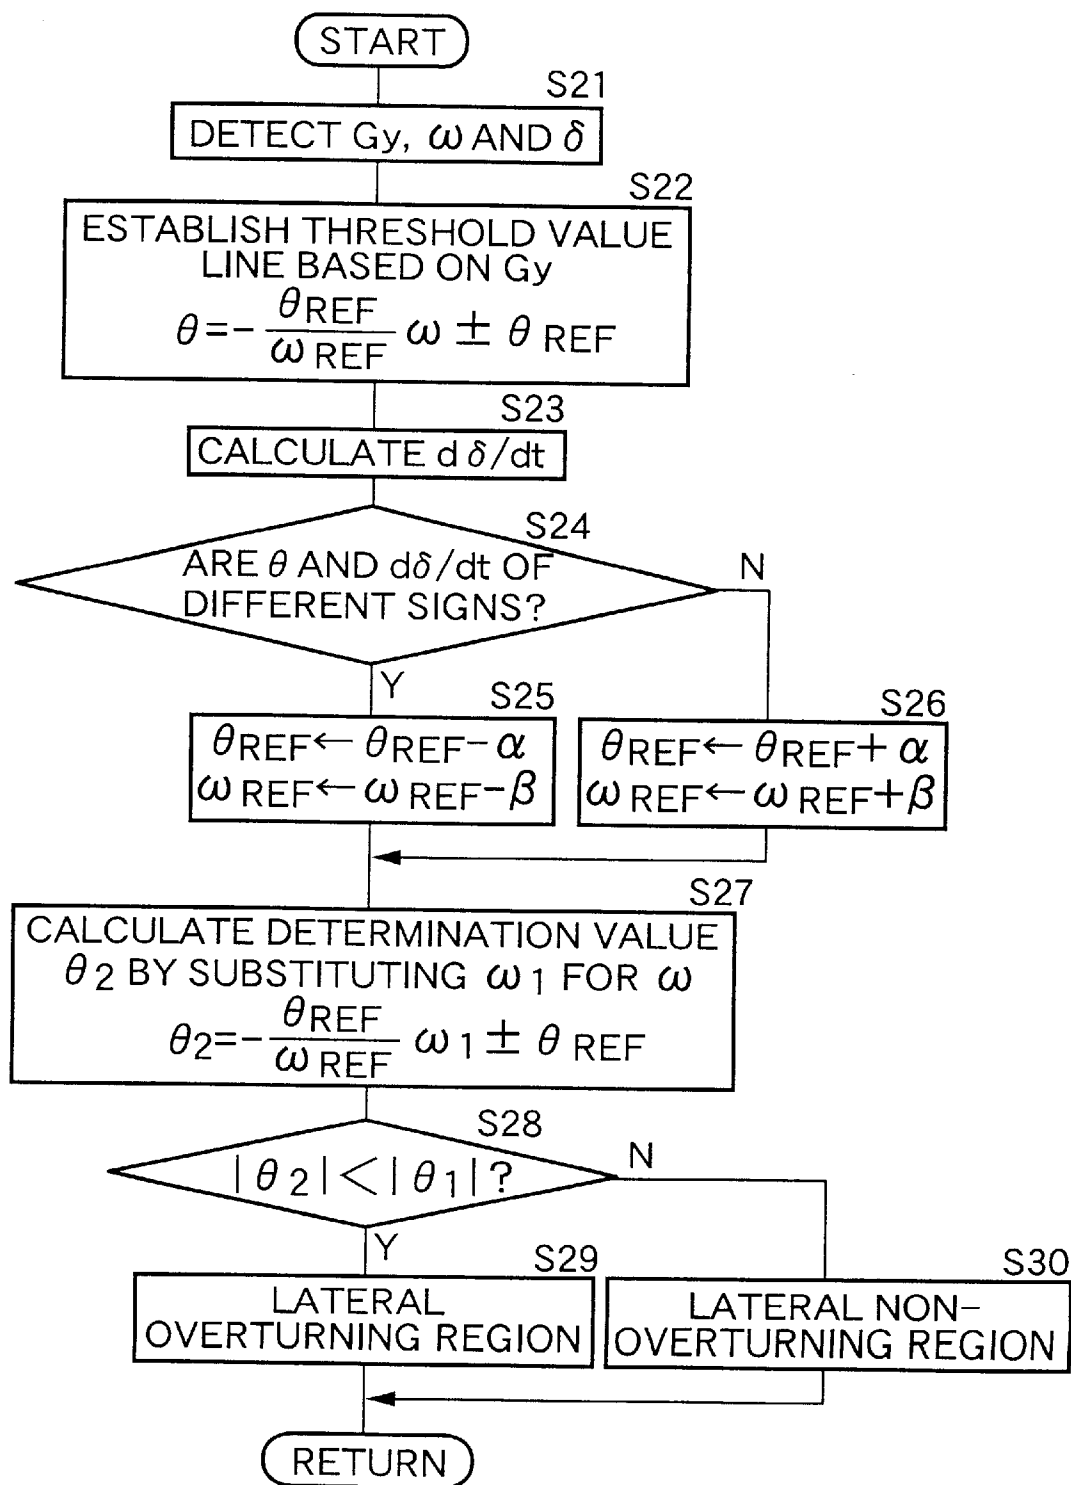 START
S21
DETECT Gy, ω AND δ
S22
ESTABLISH THRESHOLD VALUE
LINE BASED ON Gy
θ=-θREF/ωREF ω ± θREF
S23
CALCULATE dδ/dt
S24
ARE θ AND dδ/dt OF
DIFFERENT SIGNS?
N
Y
S25
θREF← θREF-α
ωREF← ωREF-β
S26
θREF← θREF+α
ωREF← ωREF+β
S27
CALCULATE DETERMINATION VALUE
θ2 BY SUBSTITUTING ω1 FOR ω
θ2=-θREF/ωREF ω1 ± θREF
S28
|θ2|<|θ1|?
N
Y
S29
LATERAL
OVERTURNING REGION
S30
LATERAL NON-
OVERTURNING REGION
RETURN